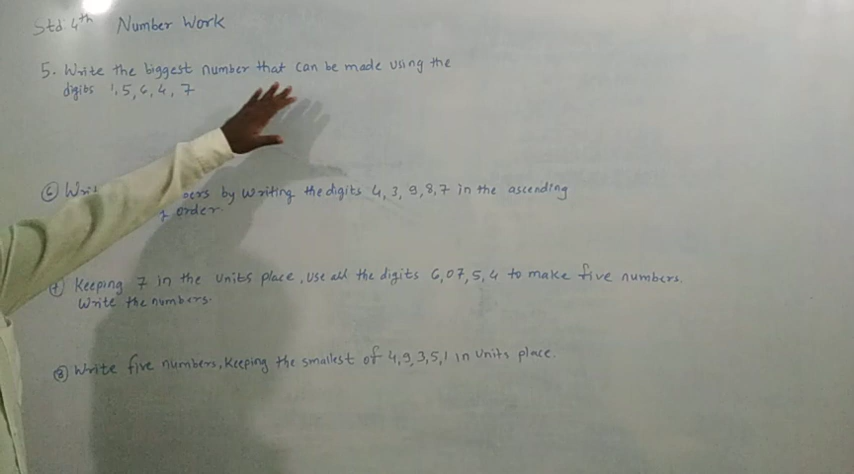 Std 4th Number Work
5. Write the biggest number that can be made using the
digits 1,5,6,4,7
⑥ bers by writing the digits 4, 3, 9, 8,7 in the ascending
order.
⑦ Keeping 7 in the units place, use all the digits 6,07,5,4 to make five numbers.
Write the numbers.
⑧ Write five numbers, Keeping the smallest of 4,9,3,5,1 in units place.